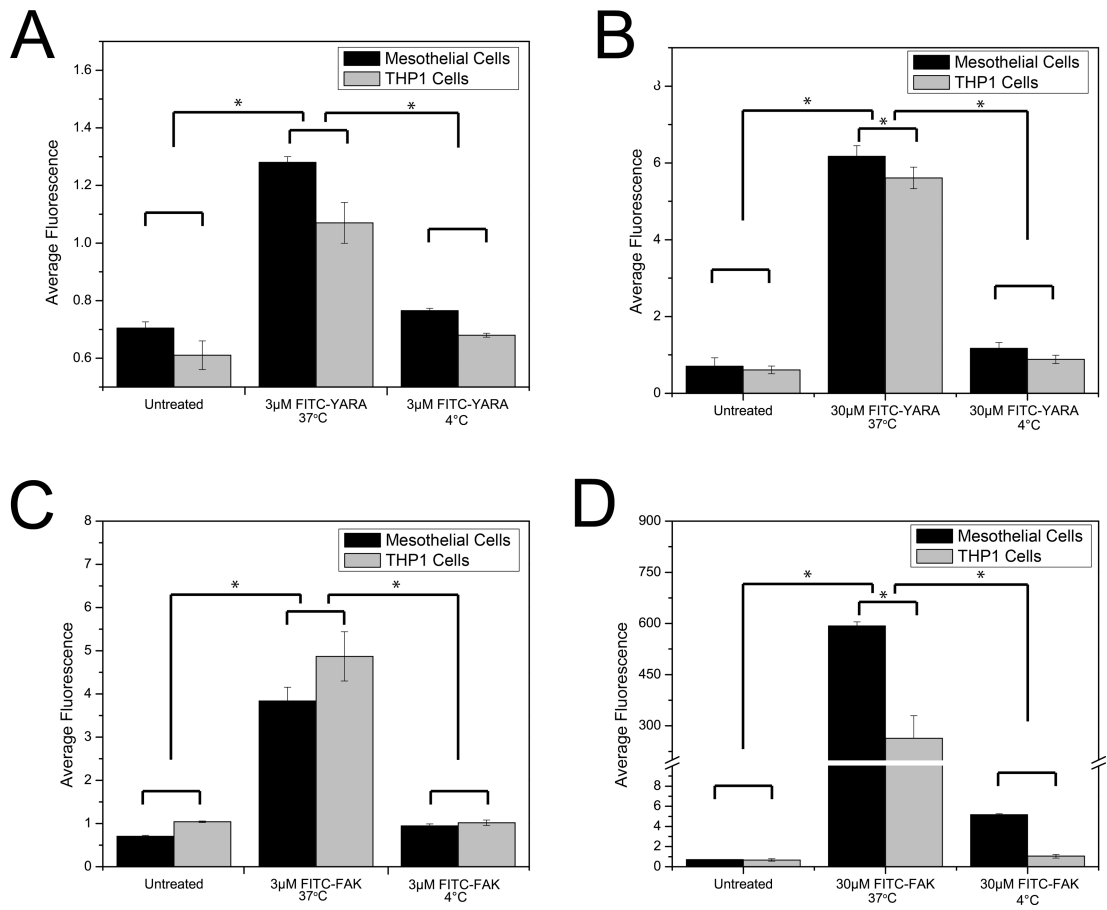 A
Average Fluorescence
1.6
1.4
1.2
1.0
0.8
0.6
Mesothelial Cells
THP1 Cells
*
*
Untreated
3µM FITC-YARA
37°C
3µM FITC-YARA
4°C
B
Average Fluorescence
8
6
4
2
0
Mesothelial Cells
THP1 Cells
*
*
*
Untreated
30µM FITC-YARA
37°C
30µM FITC-YARA
4°C
C
Average Fluorescence
8
7
6
5
4
3
2
1
0
Mesothelial Cells
THP1 Cells
*
*
Untreated
3µM FITC-FAK
37°C
3µM FITC-FAK
4°C
D
Average Fluorescence
900
750
600
450
300
8
6
4
2
0
Mesothelial Cells
THP1 Cells
*
*
*
Untreated
30µM FITC-FAK
37°C
30µM FITC-FAK
4°C